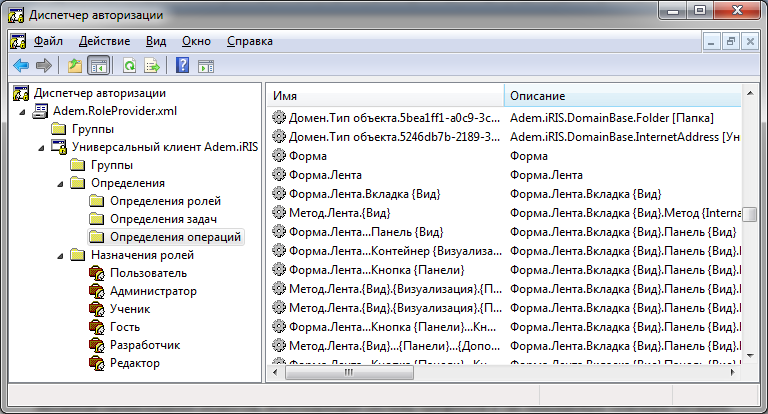 Диспетчер авторизации
Файл Действие Вид Окно Справка
Диспетчер авторизации
Adem.RoleProvider.xml
Группы
Универсальный клиент Adem.iRIS
Группы
Определения
Определения ролей
Определения задач
Определения операций
Назначения ролей
Пользователь
Администратор
Ученик
Гость
Разработчик
Редактор
Имя Описание
Домен.Тип объекта.5bea1ff1-a0c9-3c... Adem.iRIS.DomainBase.Folder [Папка]
Домен.Тип объекта.5246db7b-2189-3... Adem.iRIS.DomainBase.InternetAddress [Ун
Форма Форма
Форма.Лента Форма.Лента
Форма.Лента.Вкладка {Вид} Форма.Лента.Вкладка {Вид}
Метод.Лента.{Вид} Форма.Лента.Вкладка {Вид}.Метод {Interna
Форма.Лента...Панель {Вид} Форма.Лента.Вкладка {Вид}.Панель {Вид}
Форма.Лента...Контейнер {Визуализа... Форма.Лента.Вкладка {Вид}.Панель {Вид}.
Форма.Лента...Кнопка {Панели} Форма.Лента.Вкладка {Вид}.Панель {Вид}.
Метод.Лента.{Вид}.{Визуализация}.{П... Форма.Лента.Вкладка {Вид}.Панель {Вид}.
Метод.Лента.{Вид}.{Визуализация}.{П... Форма.Лента.Вкладка {Вид}.Панель {Вид}.
Форма.Лента...Кнопка {Панели}...Кн... Форма.Лента.Вкладка {Вид}.Панель {Вид}.
Метод.Лента.{Вид}...{Панели}...{Допо... Форма.Лента.Вкладка {Вид}.Панель {Вид}.